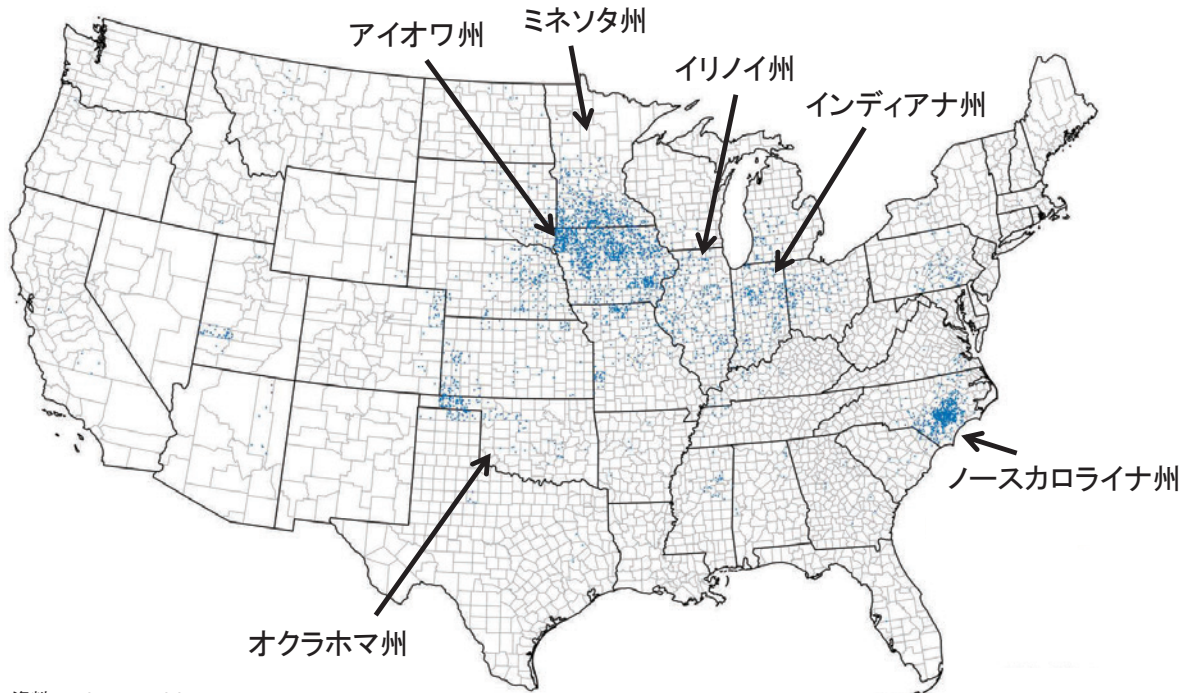 ミネソタ州
アイオワ州
イリノイ州
インディアナ州
ノースカロライナ州
オクラホマ州